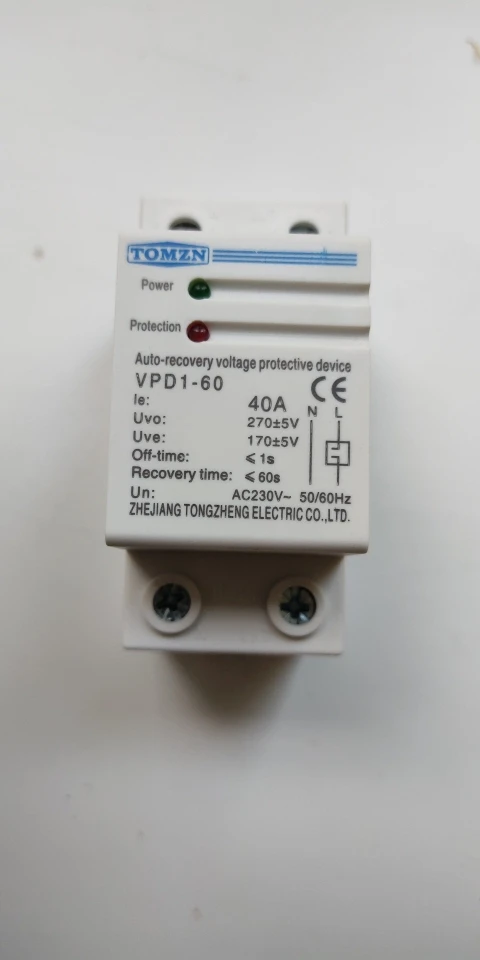 TOMZN
Power
Protection
Auto-recovery voltage protective device
VPD1-60
CE
Ie: 40A N L
Uvo: 270±5V
Uve: 170±5V
Off-time: ⩽ 1s
Recovery time: ⩽ 60s
Un: AC230V~ 50/60Hz
ZHEJIANG TONGZHENG ELECTRIC CO.,LTD.